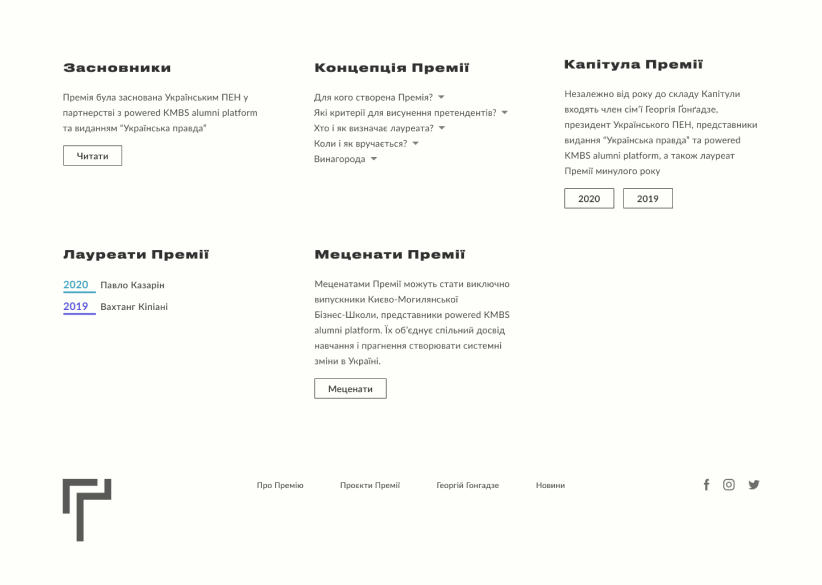 Засновники
Премія була заснована Українським ПЕН у
партнерстві з powered KMBS alumni platform
та виданням “Українська правда”
Читати
Концепція Премії
Для кого створена Премія?
Які критерії для висунення претендентів?
Хто і як визначає лауреата?
Коли і як вручається?
Винагорода
Капітула Премії
Незалежно від року до складу Капітули
входять член сім’ї Георгія Ґонґадзе,
президент Українського ПЕН, представники
видання “Українська правда” та powered
KMBS alumni platform, а також лауреат
Премії минулого року
2020 2019
Лауреати Премії
2020 Павло Казарін
2019 Вахтанг Кіпіані
Меценати Премії
Меценатами Премії можуть стати виключно
випускники Києво-Могилянської
Бізнес-Школи, представники powered KMBS
alumni platform. Їх об’єднує спільний досвід
навчання і прагнення створювати системні
зміни в Україні.
Меценати
Про Премію Проєкти Премії Георгій Гонгадзе Новини